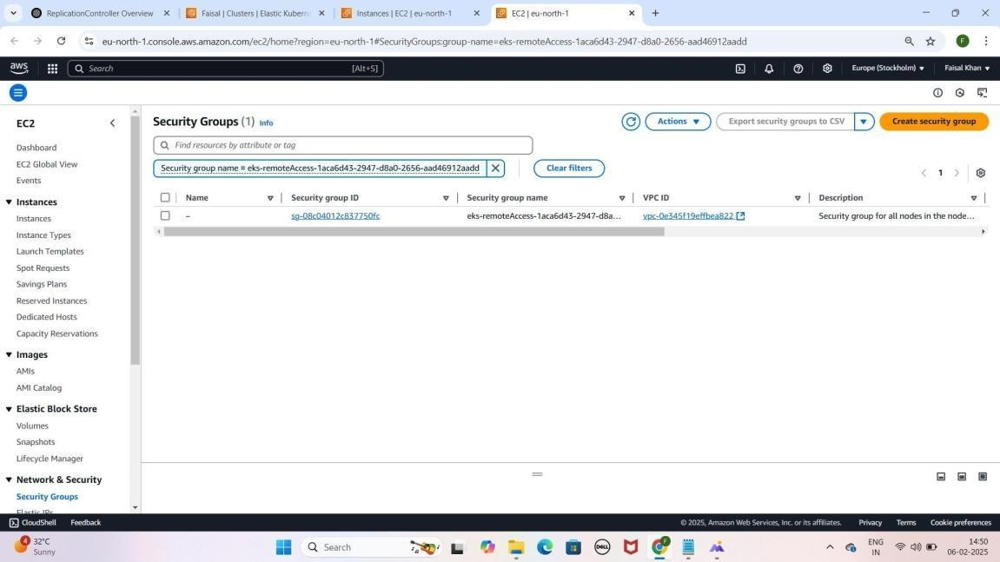 ReplicationController Overview
Faisal | Clusters | Elastic Kubern
Instances | EC2 | eu-north-1
EC2 | eu-north-1
eu-north-1.console.aws.amazon.com/ec2/home?region=eu-north-1#SecurityGroups:group-name=eks-remoteAccess-1aca6d43-2947-d8a0-2656-aad46912aadd
F
aws
Search
[Alt+S]
Europe (Stockholm)
Faisal Khan
EC2
Dashboard
EC2 Global View
Events
Instances
Instances
Instance Types
Launch Templates
Spot Requests
Savings Plans
Reserved Instances
Dedicated Hosts
Capacity Reservations
Images
AMIs
AMI Catalog
Elastic Block Store
Volumes
Snapshots
Lifecycle Manager
Network & Security
Security Groups
Elastic IPs
Security Groups (1) Info
Actions
Export security groups to CSV
Create security group
Find resources by attribute or tag
Security group name = eks-remoteAccess-1aca6d43-2947-d8a0-2656-aad46912aadd
Clear filters
1
Name Security group ID Security group name VPC ID Description
– sg-08c04012c837750fc eks-remoteAccess-1aca6d43-2947-d8a... vpc-0e345f19effbea822 Security group for all nodes in the node...
CloudShell Feedback
© 2025, Amazon Web Services, Inc. or its affiliates. Privacy Terms Cookie preferences
4
32°C
Sunny
Search
DELL
F
ENG
IN
14:50
06-02-2025